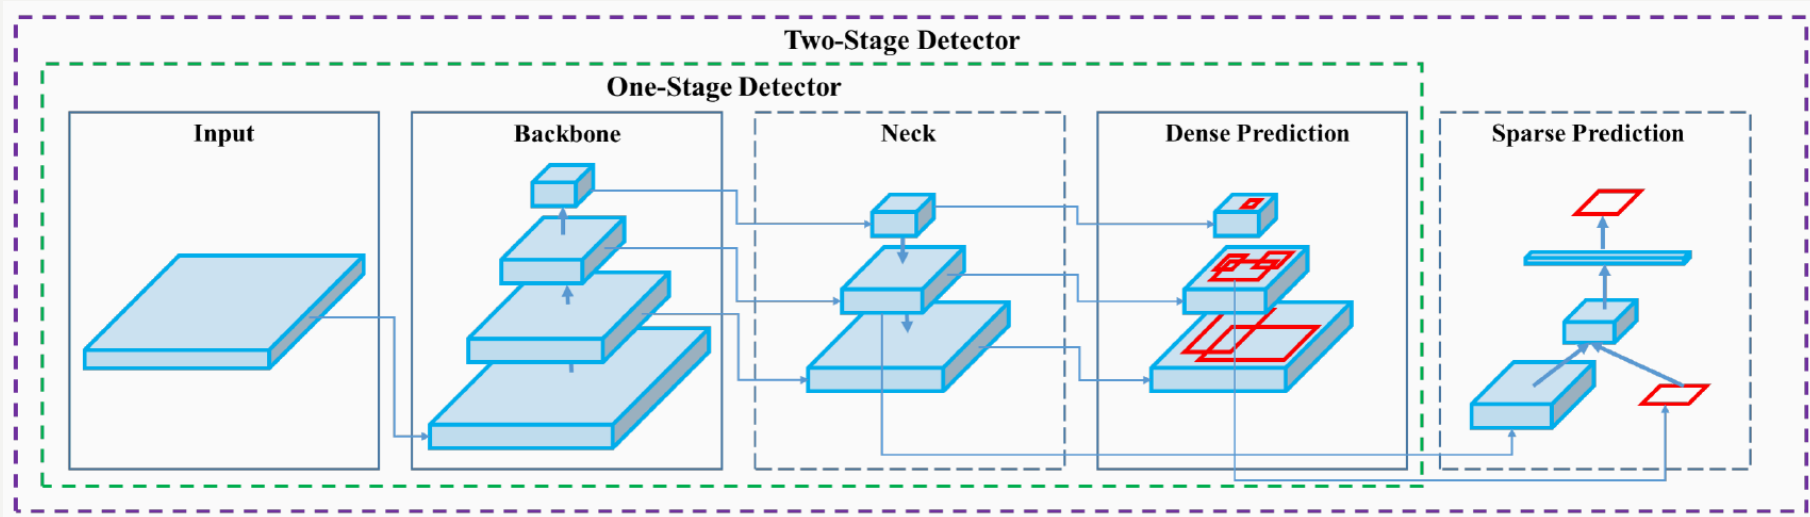 Two-Stage Detector
One-Stage Detector
Input
Backbone
Neck
Dense Prediction
Sparse Prediction